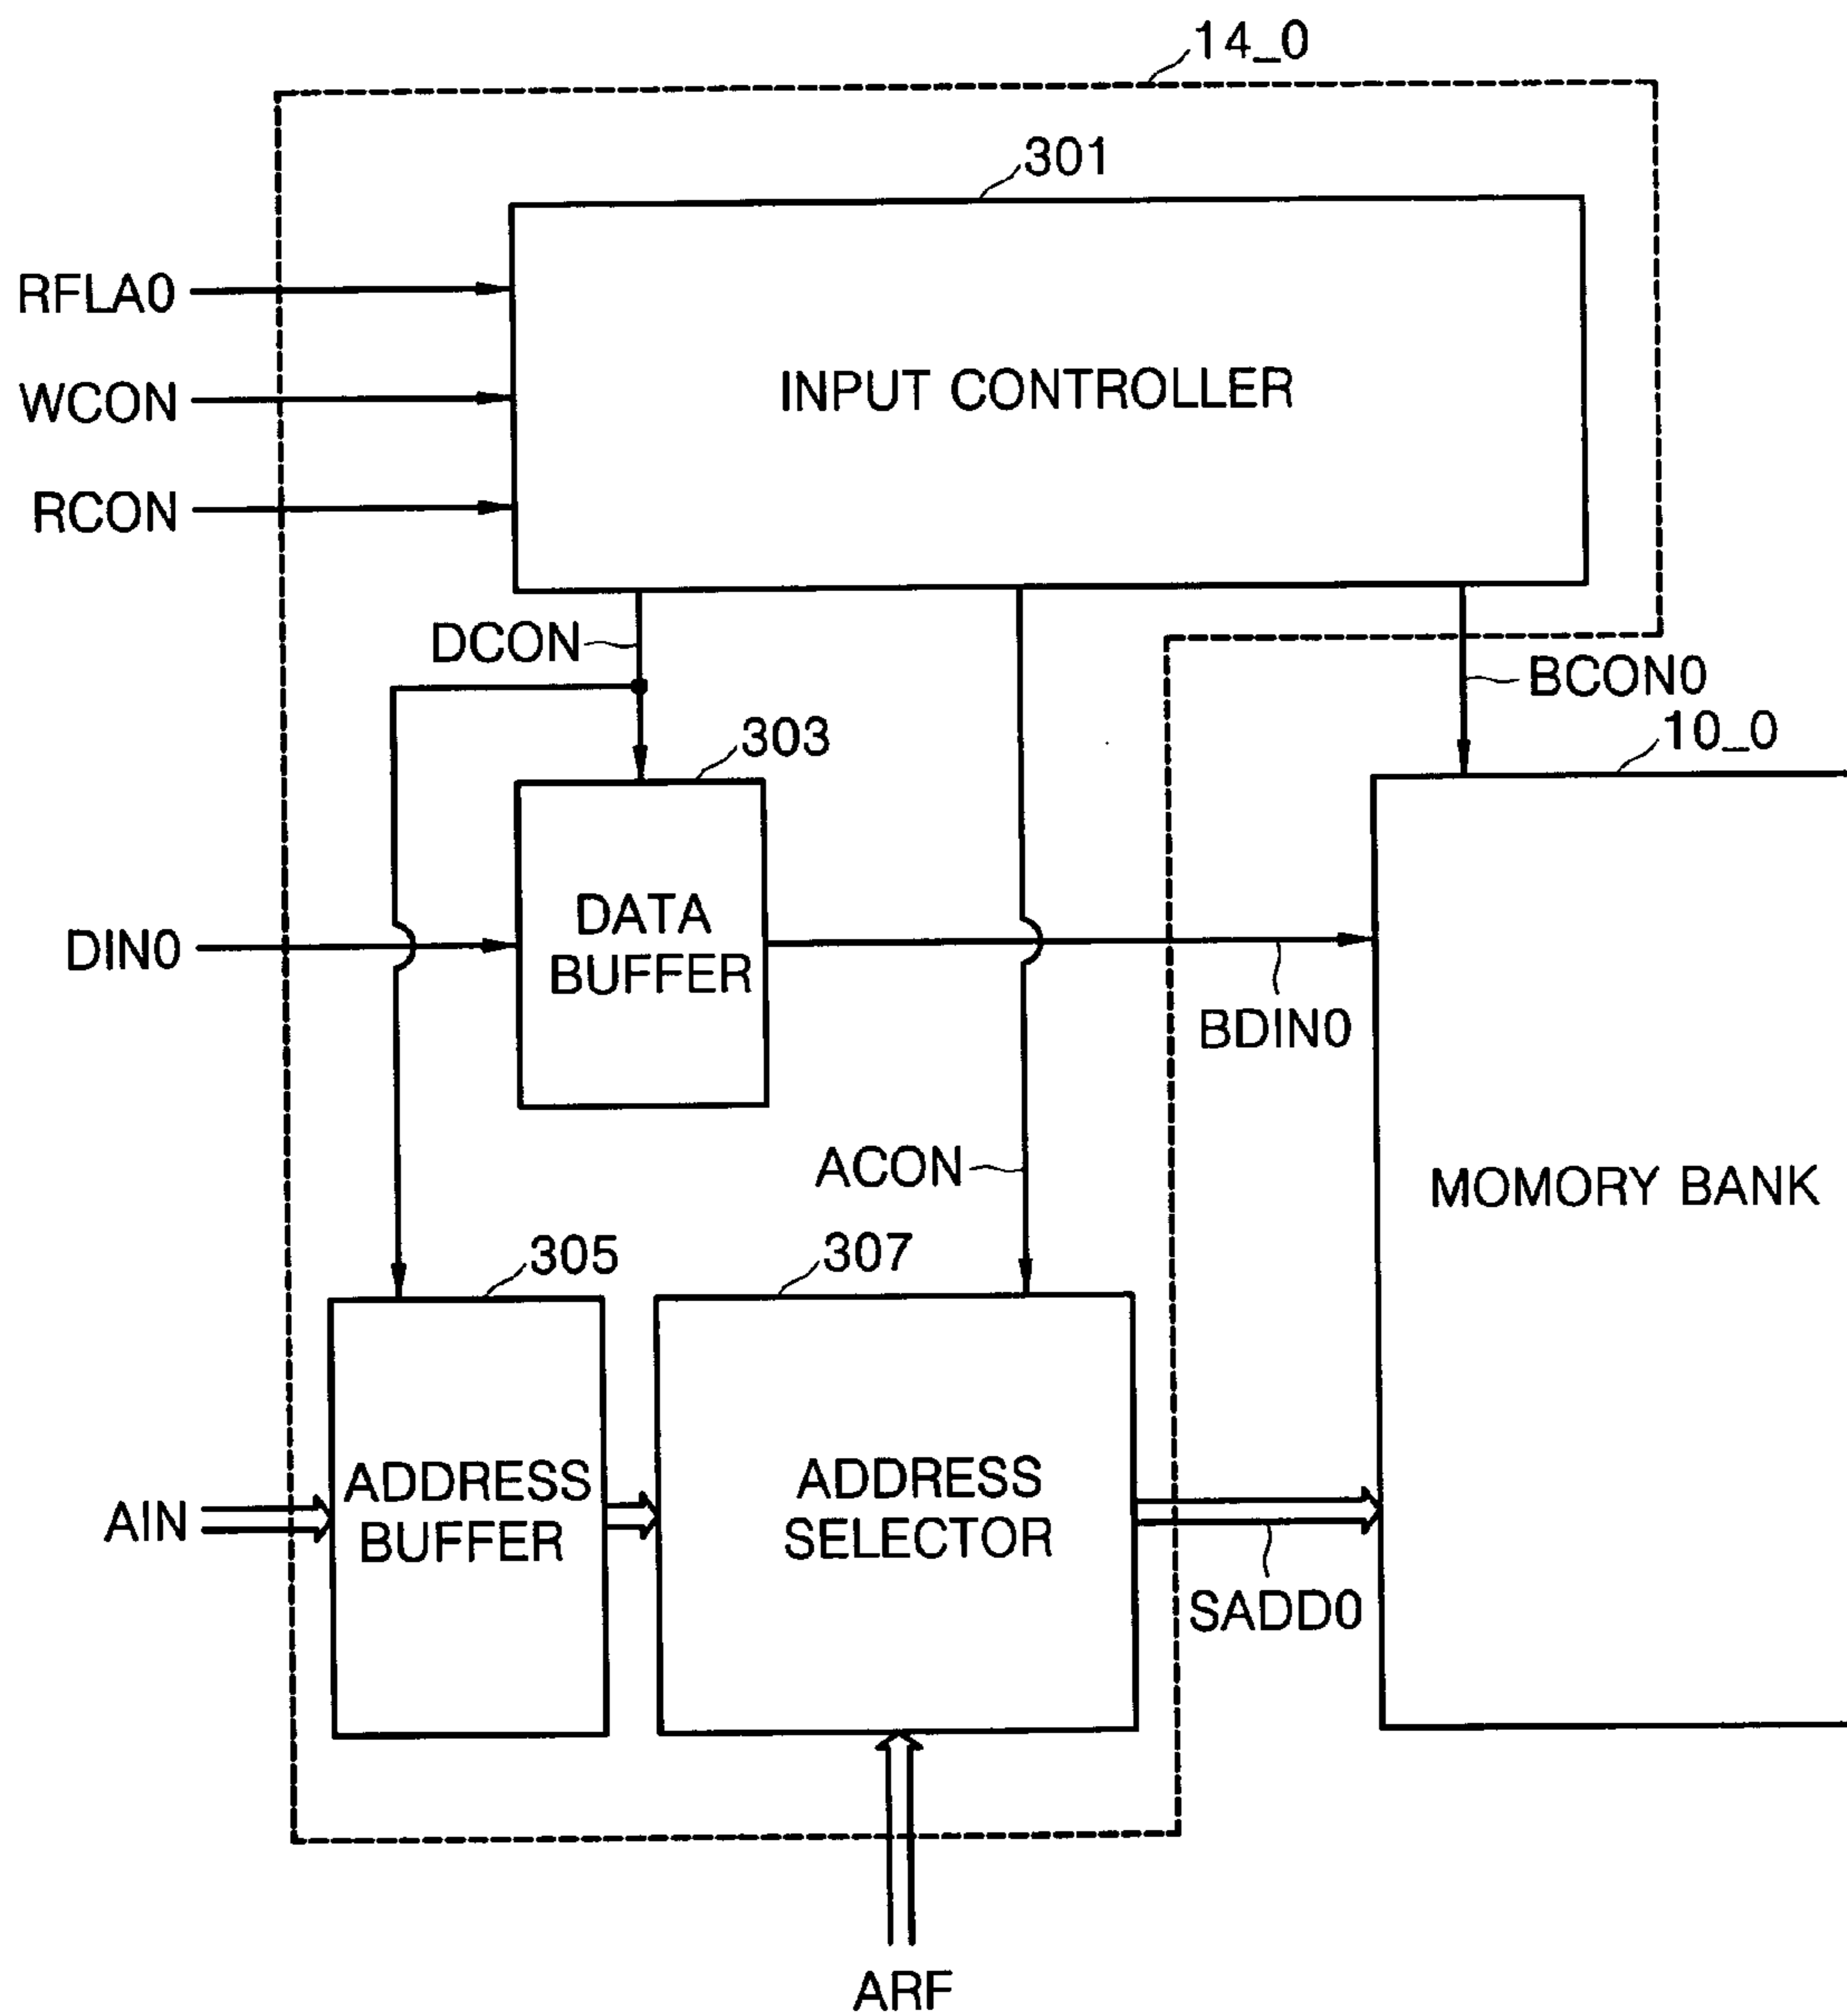 14_0
301
RFLA0
INPUT CONTROLLER
WCON
RCON
DCON
BCON0
303
10_0
DATA
BUFFER
DIN0
BDIN0
ACON
MOMORY BANK
305
307
ADDRESS
BUFFER
ADDRESS
SELECTOR
AIN
SADD0
ARF